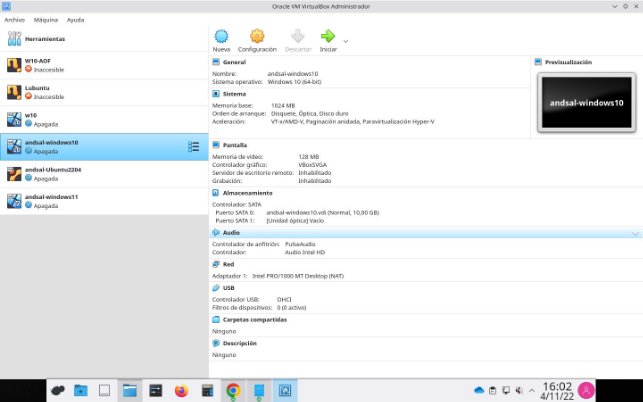 Oracle VM VirtualBox Administrador
Archivo Máquina Ayuda
Herramientas
W10-AOF
Inaccesible
Lubuntu
Inaccesible
w10
Apagada
andsal-windows10
Apagada
andsal-Ubuntu2204
Apagada
andsal-windows11
Apagada
Nueva Configuración Descartar Iniciar
General
Nombre: andsal-windows10
Sistema operativo: Windows 10 (64-bit)
Sistema
Memoria base: 1024 MB
Orden de arranque: Disquete, Óptica, Disco duro
Aceleración: VT-x/AMD-V, Paginación anidada, Paravirtualización Hyper-V
Previsualización
andsal-windows10
Pantalla
Memoria de vídeo: 128 MB
Controlador gráfico: VBoxSVGA
Servidor de escritorio remoto: Inhabilitado
Grabación: Inhabilitado
Almacenamiento
Controlador: SATA
Puerto SATA 0: andsal-windows10.vdi (Normal, 10,00 GB)
Puerto SATA 1: [Unidad óptica] Vacío
Audio
Controlador de anfitrión: PulseAudio
Controlador: Audio Intel HD
Red
Adaptador 1: Intel PRO/1000 MT Desktop (NAT)
USB
Controlador USB: OHCI
Filtros de dispositivos: 0 (0 activo)
Carpetas compartidas
Ninguno
Descripción
Ninguno
16:02
4/11/22